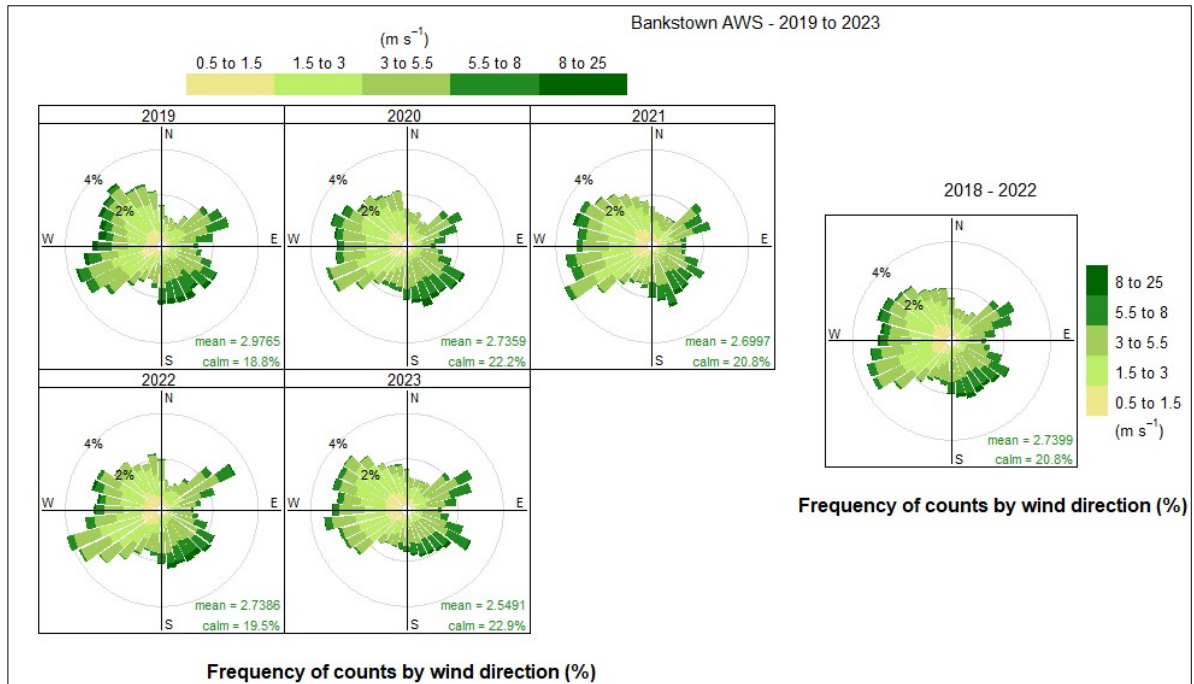 Bankstown AWS - 2019 to 2023
(m s⁻¹)
0.5 to 1.5 1.5 to 3 3 to 5.5 5.5 to 8 8 to 25
2019 2020 2021
N N N
4% 4% 4%
2% 2% 2%
W E W E W E
mean = 2.9765 mean = 2.7359 mean = 2.6997
S S S
calm = 18.8% calm = 22.2% calm = 20.8%
2022 2023
N N
4% 4%
2% 2%
W E W E
mean = 2.7386 mean = 2.5491
S S
calm = 19.5% calm = 22.9%
Frequency of counts by wind direction (%)
2018 - 2022
N
4%
2%
W E
mean = 2.7399
S
calm = 20.8%
8 to 25
5.5 to 8
3 to 5.5
1.5 to 3
0.5 to 1.5
(m s⁻¹)
Frequency of counts by wind direction (%)